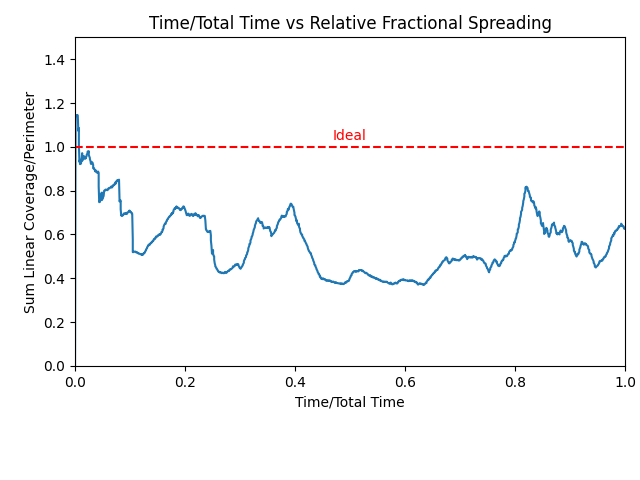 Time/Total Time vs Relative Fractional Spreading
Sum Linear Coverage/Perimeter
1.4
1.2
1.0
0.8
0.6
0.4
0.2
0.0
Ideal
0.0 0.2 0.4 0.6 0.8 1.0
Time/Total Time